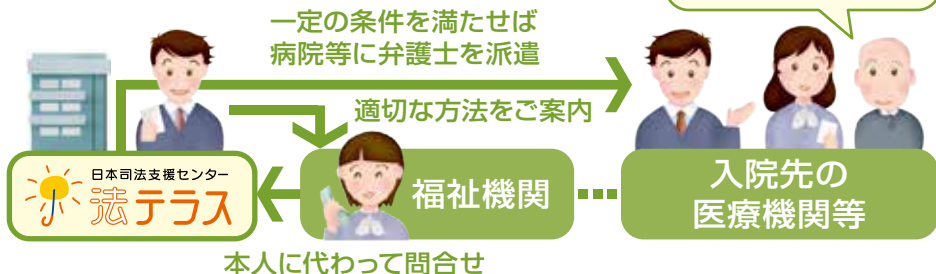 一定の条件を満たせば
病院等に弁護士を派遣
適切な方法をご案内
日本司法支援センター
法テラス
福祉機関
入院先の
医療機関等
本人に代わって問合せ